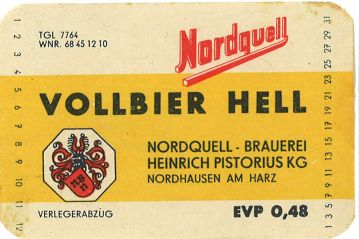 TGL 7764
WNR. 68 45 12 10
Nordquell
VOLLBIER HELL
NORDQUELL - BRAUEREI
HEINRICH PISTORIUS KG
NORDHAUSEN AM HARZ
VERLEGERABZÜG
EVP 0,48
1 2 3 4 5 6 7 8 9 10 11 12
1 3 5 7 9 11 13 15 17 19 21 23 25 27 29 31